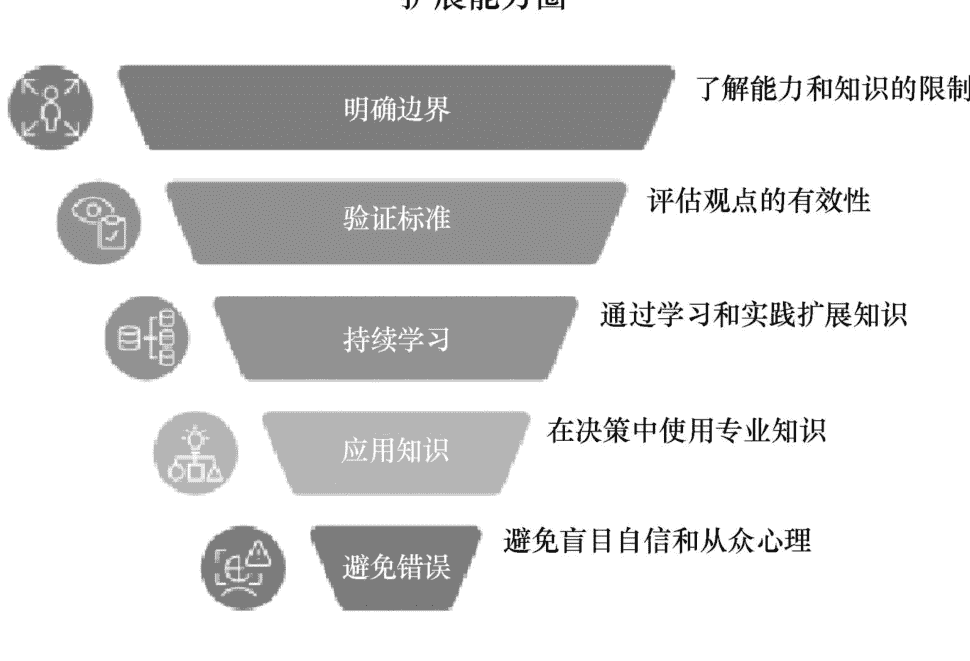 扩展能力圈
明确边界
了解能力和知识的限制
验证标准
评估观点的有效性
持续学习
通过学习和实践扩展知识
应用知识
在决策中使用专业知识
避免错误
避免盲目自信和从众心理